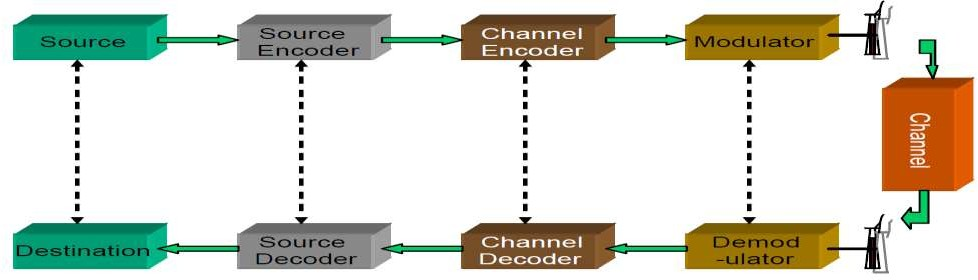 Source
Source
Encoder
Channel
Encoder
Modulator
Channel
Destination
Source
Decoder
Channel
Decoder
Demod
-ulator